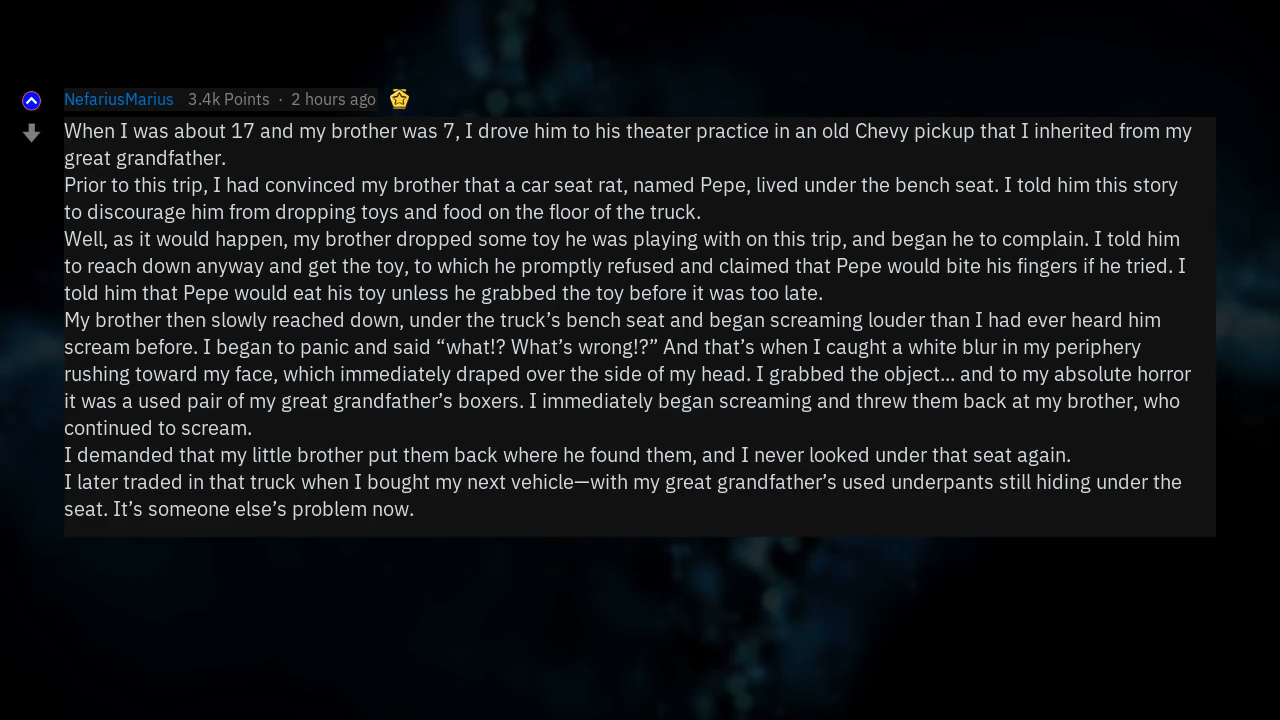 NefariusMarius 3.4k Points · 2 hours ago
When I was about 17 and my brother was 7, I drove him to his theater practice in an old Chevy pickup that I inherited from my
great grandfather.
Prior to this trip, I had convinced my brother that a car seat rat, named Pepe, lived under the bench seat. I told him this story
to discourage him from dropping toys and food on the floor of the truck.
Well, as it would happen, my brother dropped some toy he was playing with on this trip, and began he to complain. I told him
to reach down anyway and get the toy, to which he promptly refused and claimed that Pepe would bite his fingers if he tried. I
told him that Pepe would eat his toy unless he grabbed the toy before it was too late.
My brother then slowly reached down, under the truck’s bench seat and began screaming louder than I had ever heard him
scream before. I began to panic and said “what!? What’s wrong!?” And that’s when I caught a white blur in my periphery
rushing toward my face, which immediately draped over the side of my head. I grabbed the object... and to my absolute horror
it was a used pair of my great grandfather’s boxers. I immediately began screaming and threw them back at my brother, who
continued to scream.
I demanded that my little brother put them back where he found them, and I never looked under that seat again.
I later traded in that truck when I bought my next vehicle—with my great grandfather’s used underpants still hiding under the
seat. It’s someone else’s problem now.